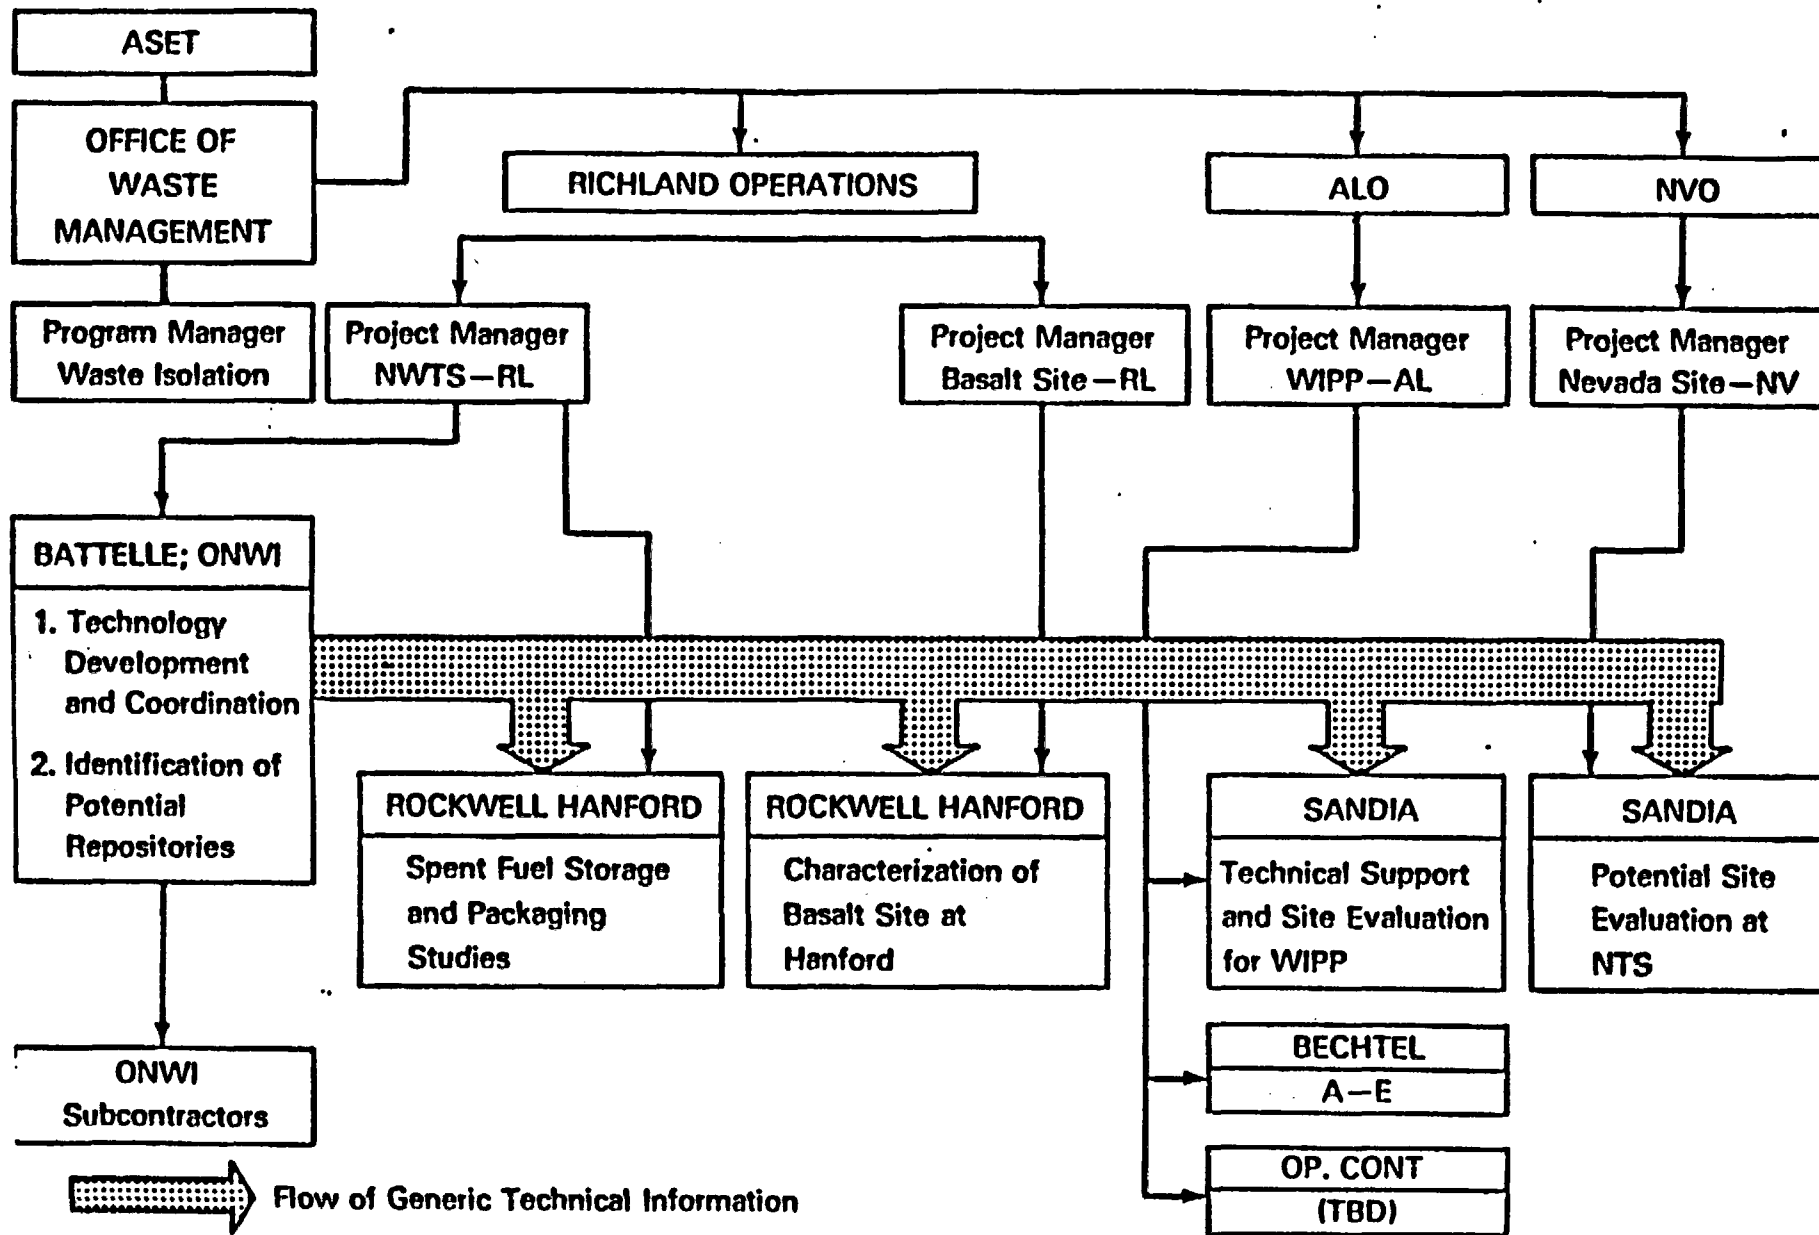 ASET
OFFICE OF
WASTE
MANAGEMENT
RICHLAND OPERATIONS
ALO
NVO
Program Manager
Waste Isolation
Project Manager
NWTS—RL
Project Manager
Basalt Site—RL
Project Manager
WIPP—AL
Project Manager
Nevada Site—NV
BATTELLE; ONWI
1. Technology
Development
and Coordination
2. Identification of
Potential
Repositories
ROCKWELL HANFORD
Spent Fuel Storage
and Packaging
Studies
ROCKWELL HANFORD
Characterization of
Basalt Site at
Hanford
SANDIA
Technical Support
and Site Evaluation
for WIPP
SANDIA
Potential Site
Evaluation at
NTS
BECHTEL
A—E
OP. CONT
(TBD)
ONWI
Subcontractors
Flow of Generic Technical Information